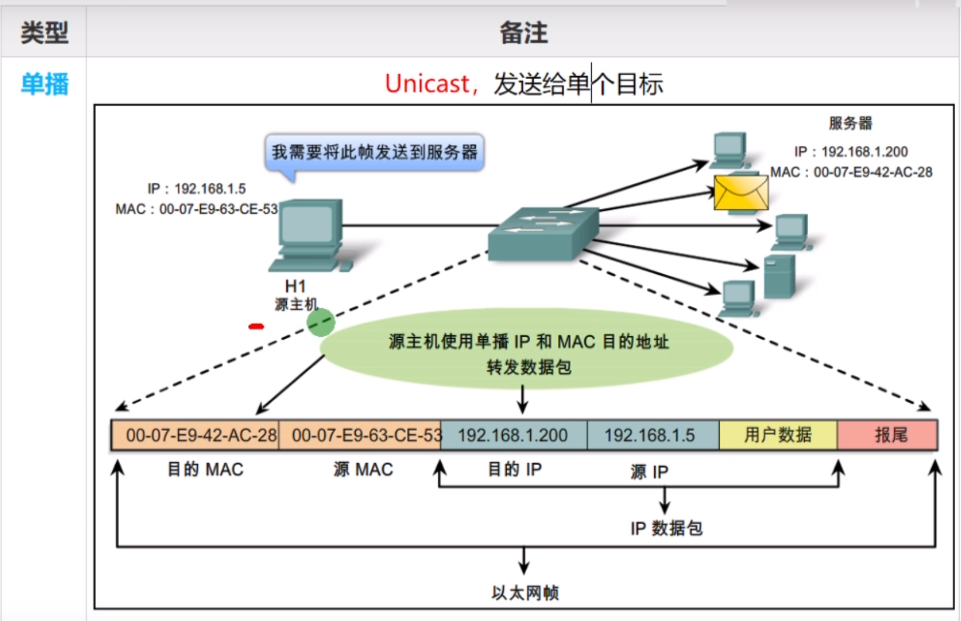 类型
备注
单播
Unicast，发送给单个目标
服务器
我需要将此帧发送到服务器
IP：192.168.1.200
MAC：00-07-E9-42-AC-28
IP：192.168.1.5
MAC：00-07-E9-63-CE-53
H1
源主机
源主机使用单播 IP 和 MAC 目的地址
转发数据包
00-07-E9-42-AC-28 00-07-E9-63-CE-53 192.168.1.200 192.168.1.5 用户数据 报尾
目的 MAC 源 MAC 目的 IP 源 IP
IP 数据包
以太网帧